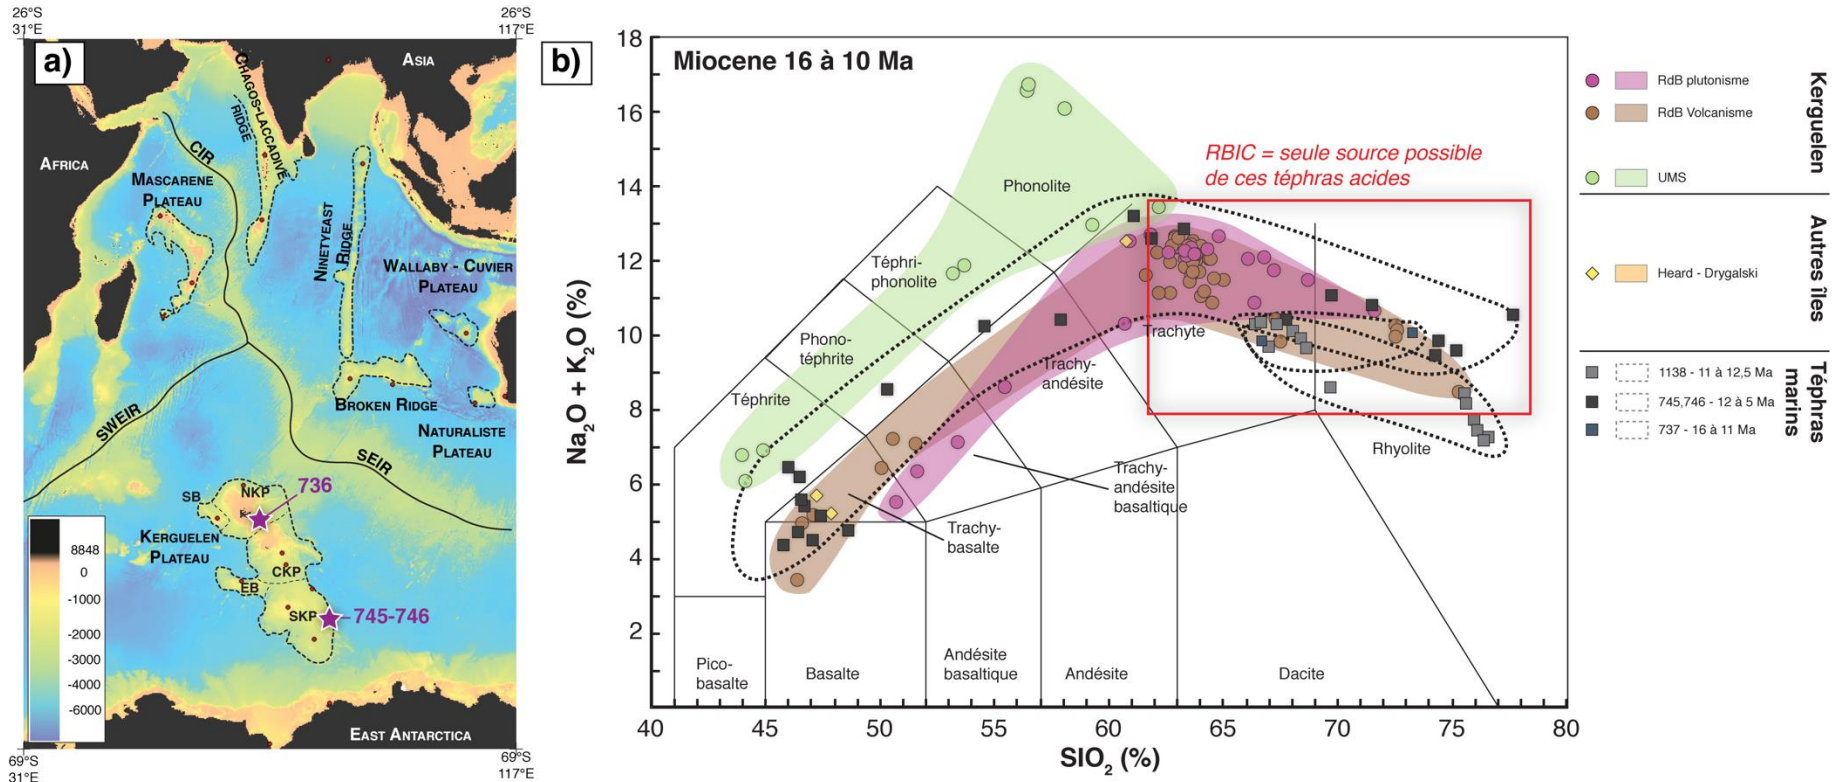 26°S
31°E
26°S
117°E
a)
ASIA
AFRICA
CHAGOS-LACCADIVE
RIDGE
CIR
MASCARENE
PLATEAU
NINETYEAST
RIDGE
WALLABY - CUVIER
PLATEAU
BROKEN RIDGE
NATURALISTE
PLATEAU
SWEIR
SEIR
SB
NKP
736
KERGUELEN
PLATEAU
CKP
EB
SKP
745-746
8848
0
-1000
-2000
-3000
-4000
-6000
EAST ANTARCTICA
69°S
31°E
69°S
117°E
b)
Miocene 16 à 10 Ma
18
16
14
12
10
8
6
4
2
Na2O + K2O (%)
40
45
50
55
60
65
70
75
80
SIO2 (%)
RBIC = seule source possible
de ces téphras acides
Phonolite
Téphri-
phonolite
Phono-
téphrite
Téphrite
Trachyte
Trachy-
andésite
Trachy-
andésite
basaltique
Trachy-
basalte
Rhyolite
Pico-
basalte
Basalte
Andésite
basaltique
Andésite
Dacite
RdB plutonisme
RdB Volcanisme
UMS
Kerguelen
Heard - Drygalski
Autres îles
1138 - 11 à 12,5 Ma
745,746 - 12 à 5 Ma
737 - 16 à 11 Ma
Téphras
marins